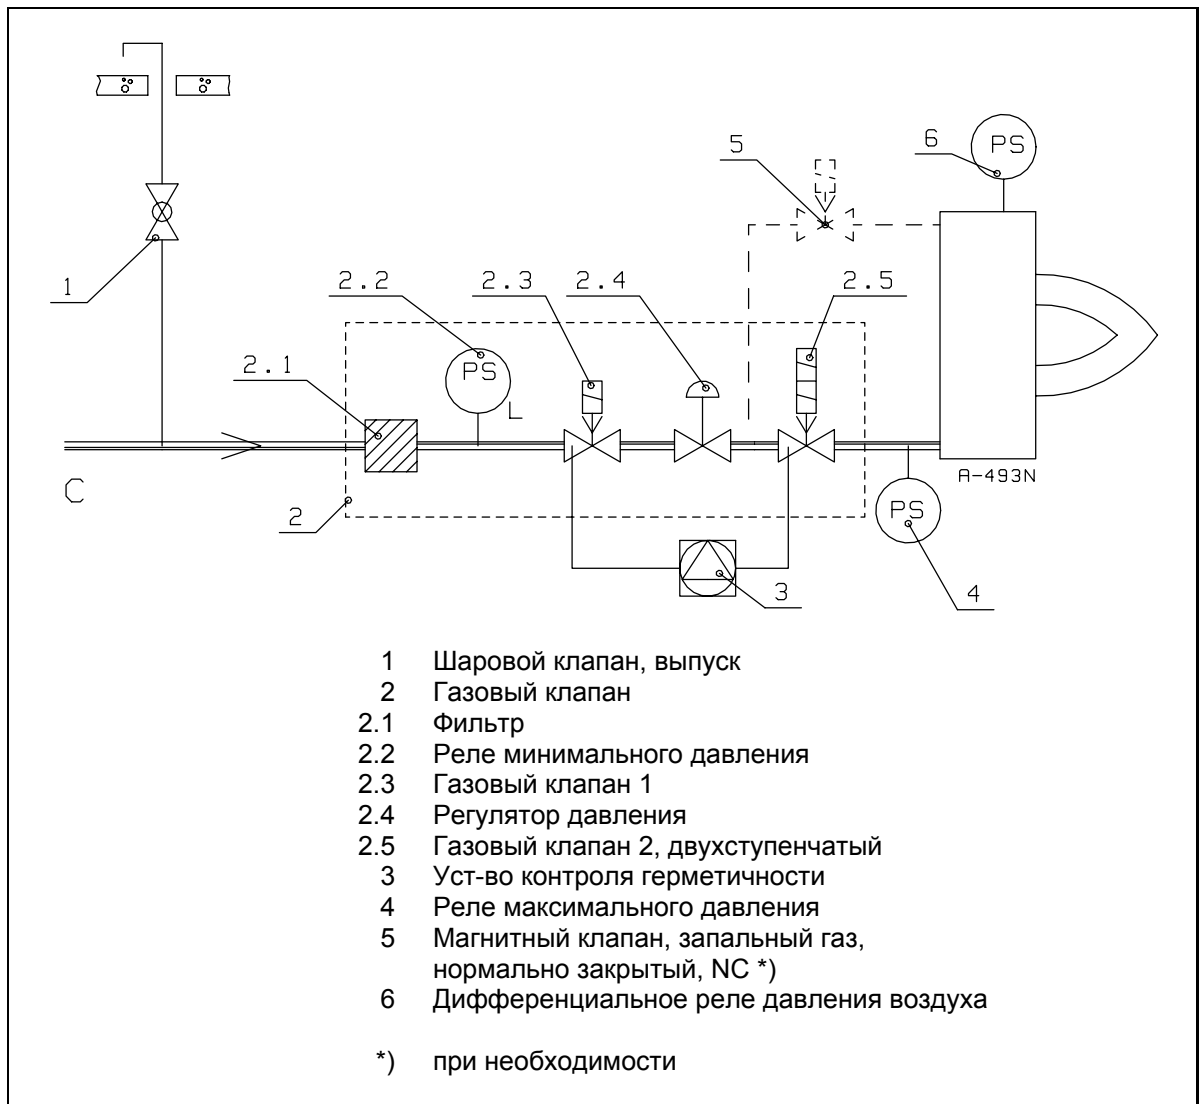 6
PS
5
1
2.2
2.3
2.4
2.5
2.1
PS
L
C
2
A-493N
PS
3
4
1 Шаровой клапан, выпуск
2 Газовый клапан
2.1 Фильтр
2.2 Реле минимального давления
2.3 Газовый клапан 1
2.4 Регулятор давления
2.5 Газовый клапан 2, двухступенчатый
3 Уст-во контроля герметичности
4 Реле максимального давления
5 Магнитный клапан, запальный газ,
нормально закрытый, NC *)
6 Дифференциальное реле давления воздуха
*) при необходимости